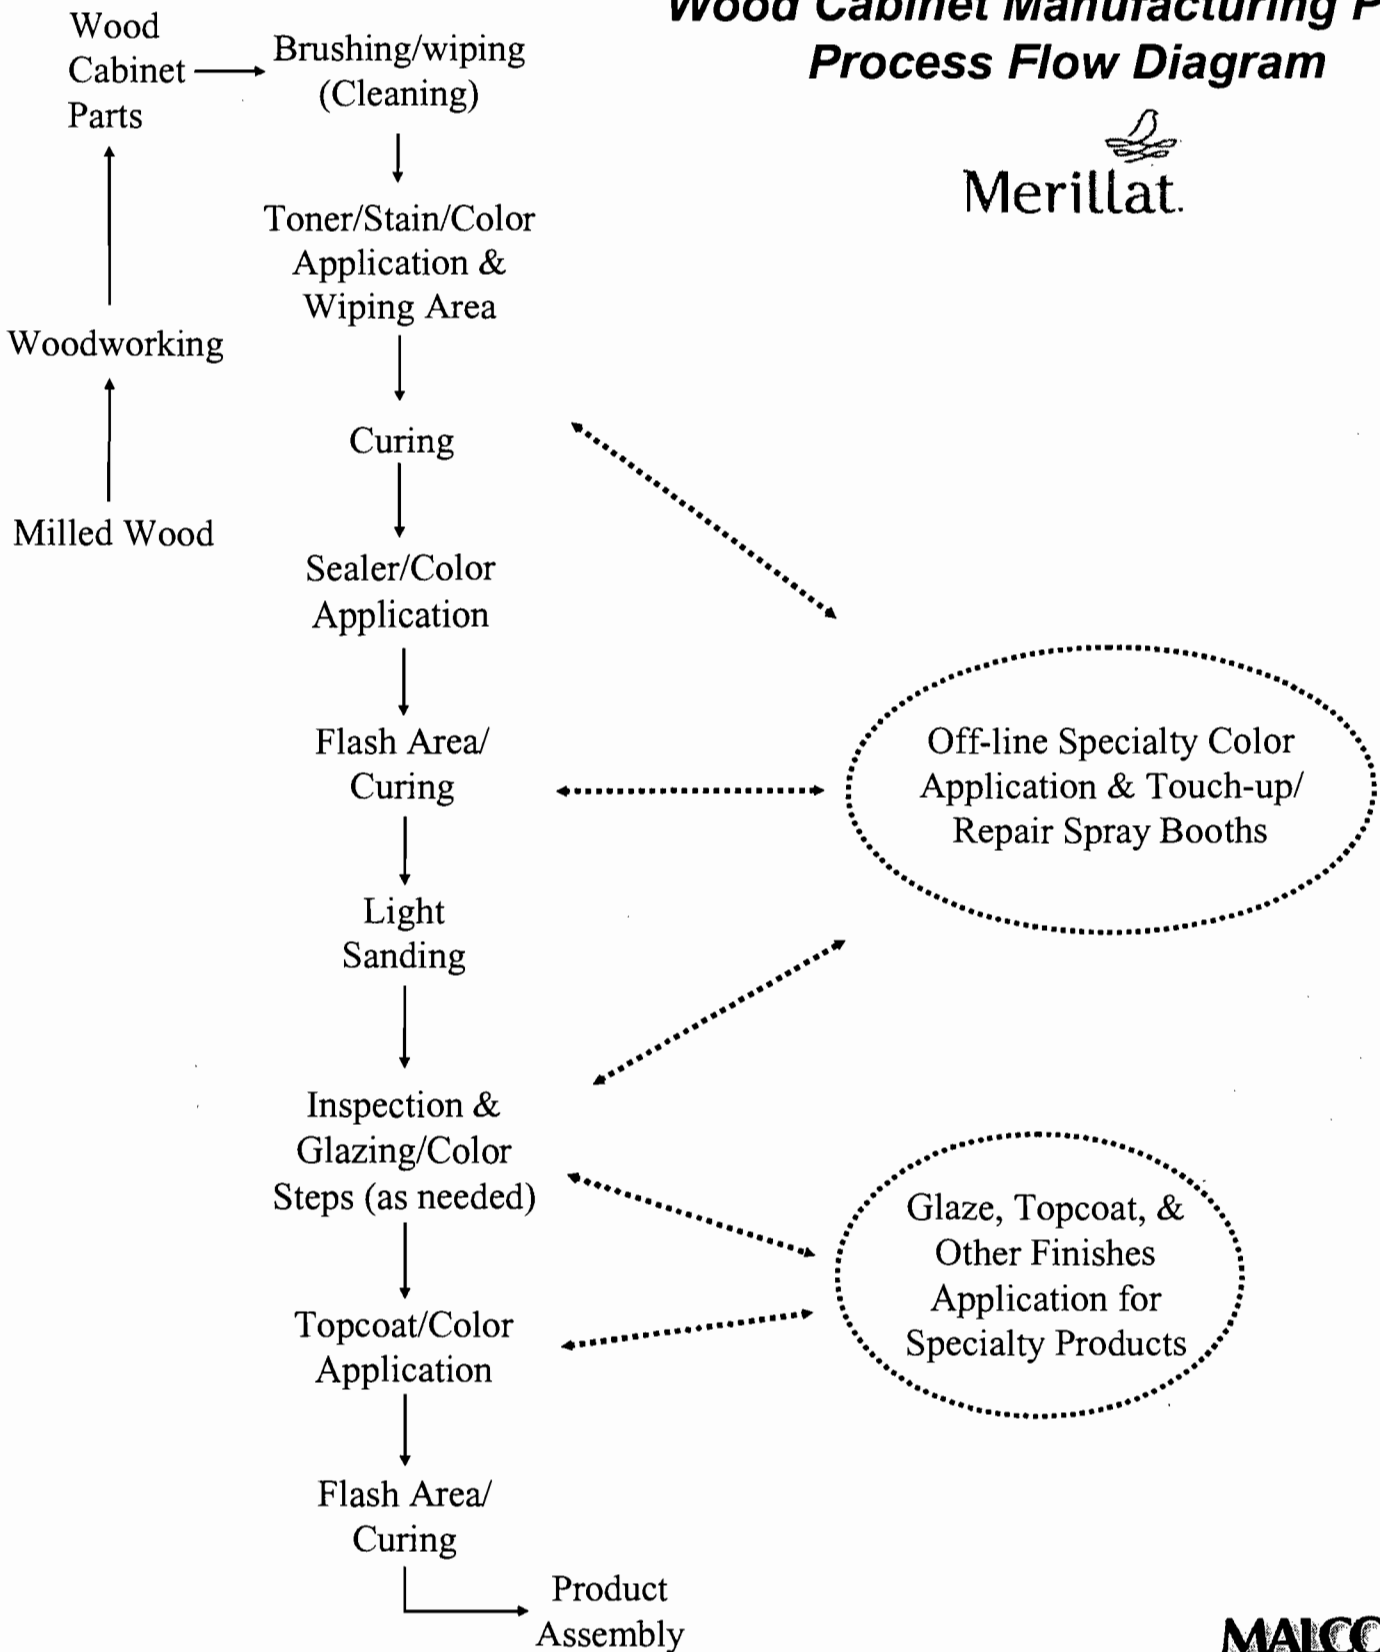 Wood Cabinet Manufacturing
Process Flow Diagram
Merillat.
Wood
Cabinet
Parts
Brushing/wiping
(Cleaning)
Toner/Stain/Color
Application &
Wiping Area
Woodworking
Curing
Milled Wood
Sealer/Color
Application
Flash Area/
Curing
Off-line Specialty Color
Application & Touch-up/
Repair Spray Booths
Light
Sanding
Inspection &
Glazing/Color
Steps (as needed)
Glaze, Topcoat, &
Other Finishes
Application for
Specialty Products
Topcoat/Color
Application
Flash Area/
Curing
Product
Assembly